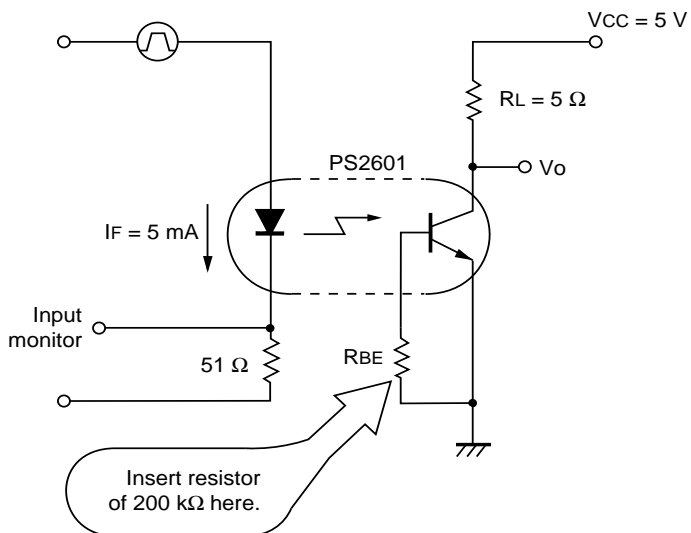 VCC = 5 V
RL = 5 Ω
PS2601
Vo
IF = 5 mA
Input
monitor
51 Ω
RBE
Insert resistor
of 200 kΩ here.